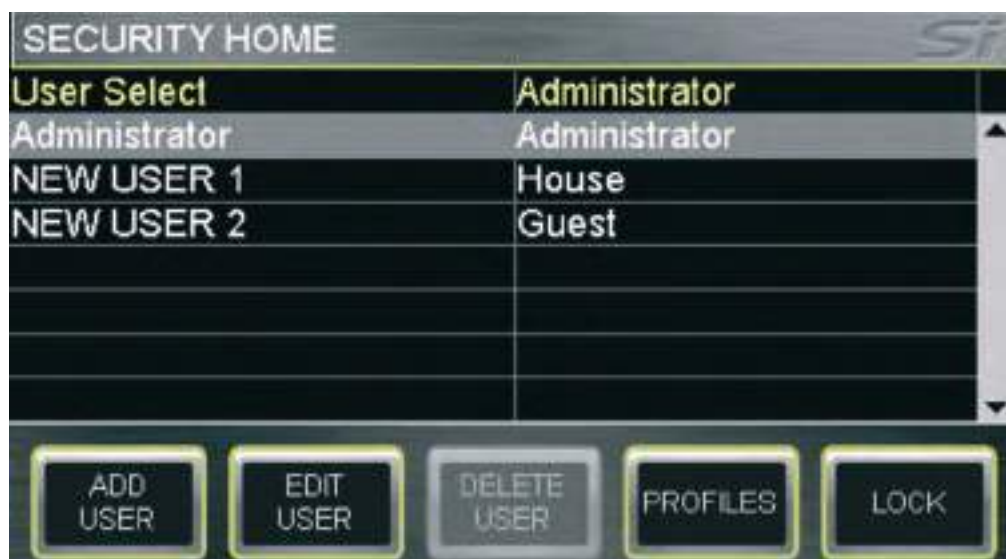 SECURITY HOME Si
User Select Administrator
Administrator Administrator
NEW USER 1 House
NEW USER 2 Guest
ADD USER EDIT USER DELETE USER PROFILES LOCK